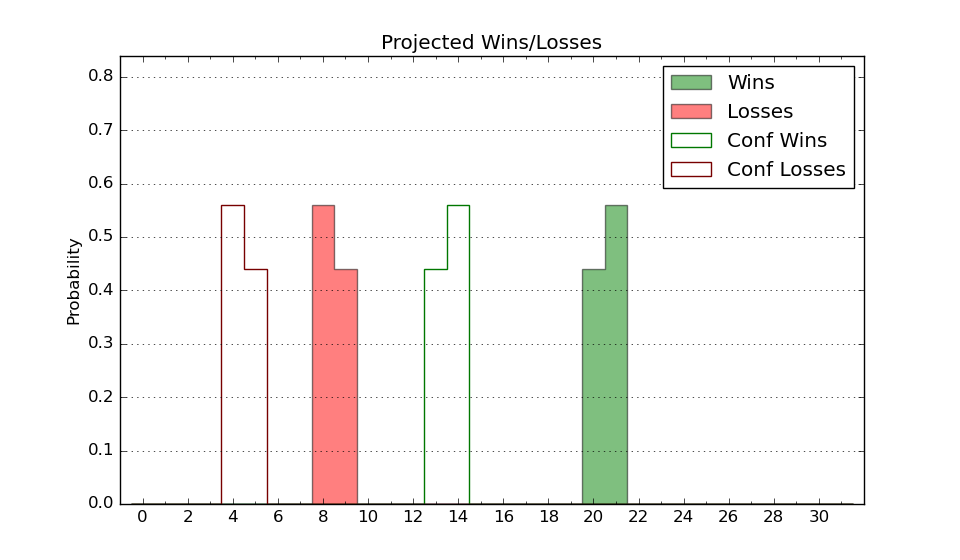 Projected Wins/Losses
Wins
Losses
Conf Wins
Conf Losses
Probability
0.8
0.7
0.6
0.5
0.4
0.3
0.2
0.1
0.0
0 2 4 6 8 10 12 14 16 18 20 22 24 26 28 30